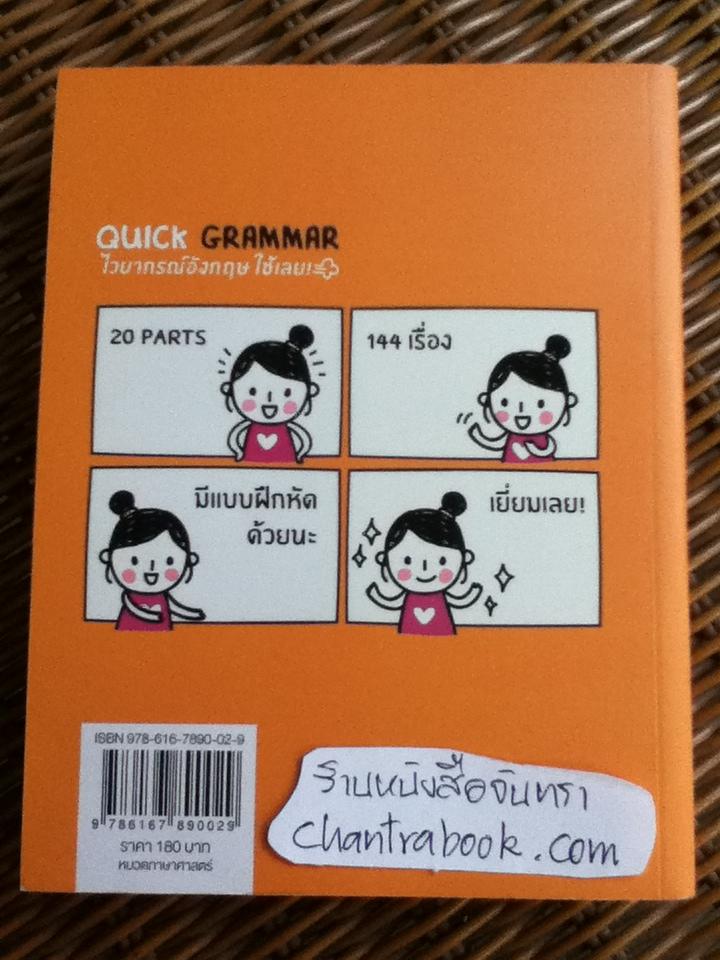 QUICK GRAMMAR
ไวยากรณ์อังกฤษ ใช้เลย!
20 PARTS
144 เรื่อง
มีแบบฝึกหัด
ด้วยนะ
เยี่ยมเลย!
ISBN 978-616-7890-02-9
9 786167 890029
ราคา 180 บาท
หมวดภาษาศาสตร์
ร้านหนังสือจันทรา
chantrabook.com